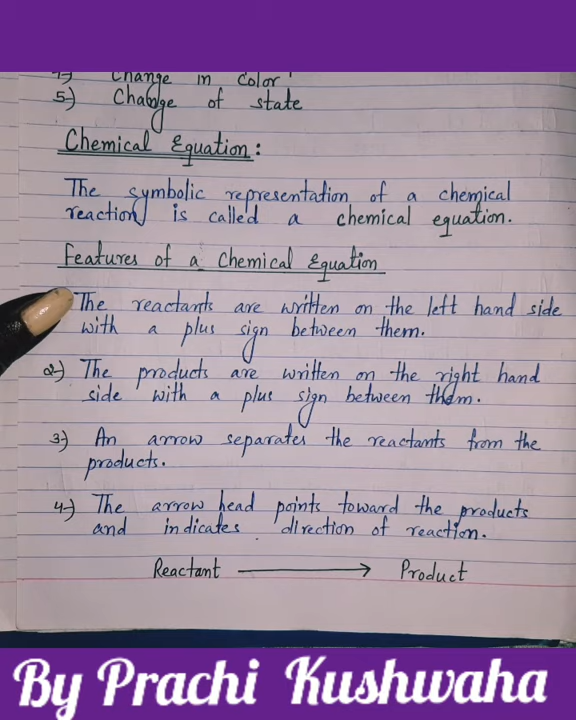 4) Change in Color
5) Change of state
Chemical Equation:
The symbolic representation of a chemical
reaction is called a chemical equation.
Features of a Chemical Equation
The reactants are written on the left hand side
with a plus sign between them.
2) The products are written on the right hand
side with a plus sign between them.
3) An arrow separates the reactants from the
products.
4) The arrow head points toward the products
and indicates direction of reaction.
Reactant ⟶ Product
By Prachi Kushwaha